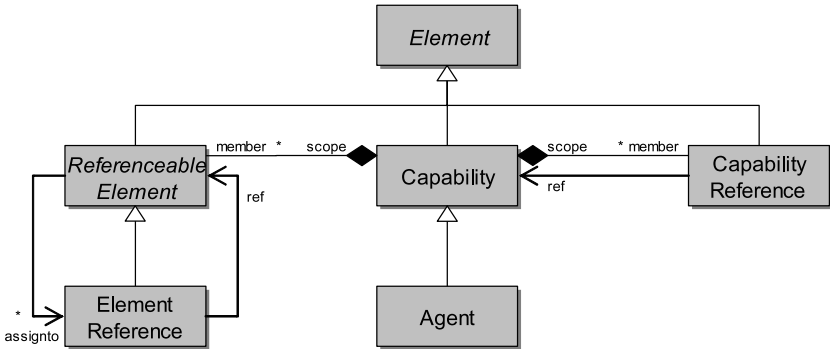 Element
member * scope
scope * member
Referenceable
Element
Capability
Capability
Reference
ref
ref
Element
Reference
Agent
*
assignto